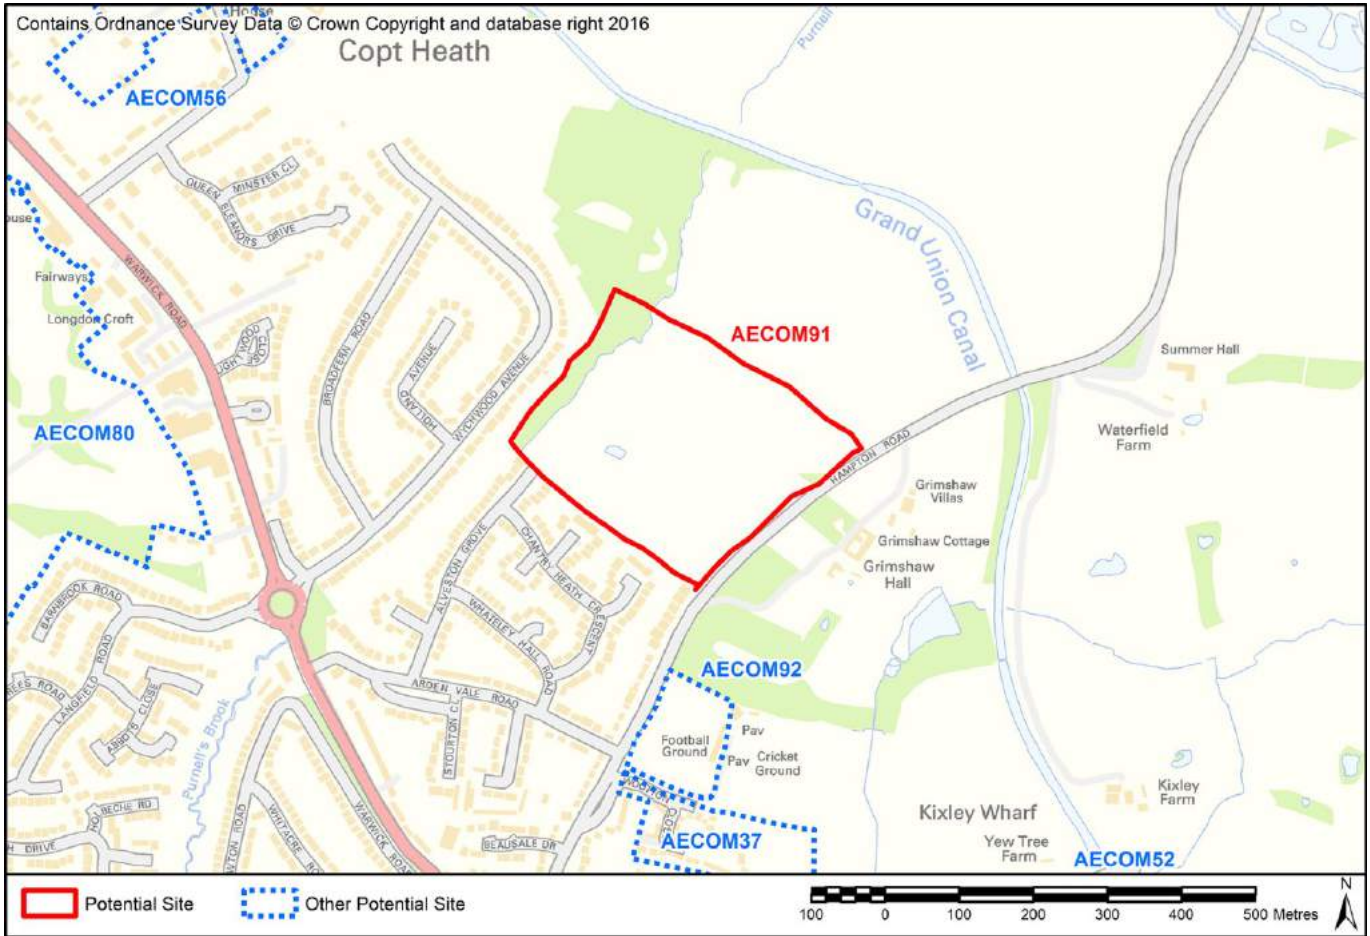 House
Contains Ordnance Survey Data © Crown Copyright and database right 2016
Copt Heath
AECOM56
QUEEN ELEANORS DRIVE
MINSTER CL
WARWICK ROAD
Fairways
Longdon Croft
AECOM80
BROADFERN ROAD
HOLLAND
AVENUE
WYCHWOOD AVENUE
Grand Union Canal
AECOM91
HAMPTON ROAD
Summer Hall
Waterfield
Farm
Grimshaw
Villas
Grimshaw Cottage
Grimshaw
Hall
ALVESTON GROVE
CHANTRY HEATH CRESCENT
WHATELEY HALL ROAD
BARNBROOK ROAD
LANGFIELD ROAD
ABBOTS CLOSE
Purnell's Brook
ARDEN VALE ROAD
STOURTON CL
AECOM92
Football
Ground
Pav
Pav
Cricket
Ground
AECOM37
BEAUSALE DR
WHITACRE
WARWICK ROAD
Kixley Wharf
Kixley
Farm
Yew Tree
Farm
AECOM52
Potential Site
Other Potential Site
100 0 100 200 300 400 500 Metres
N